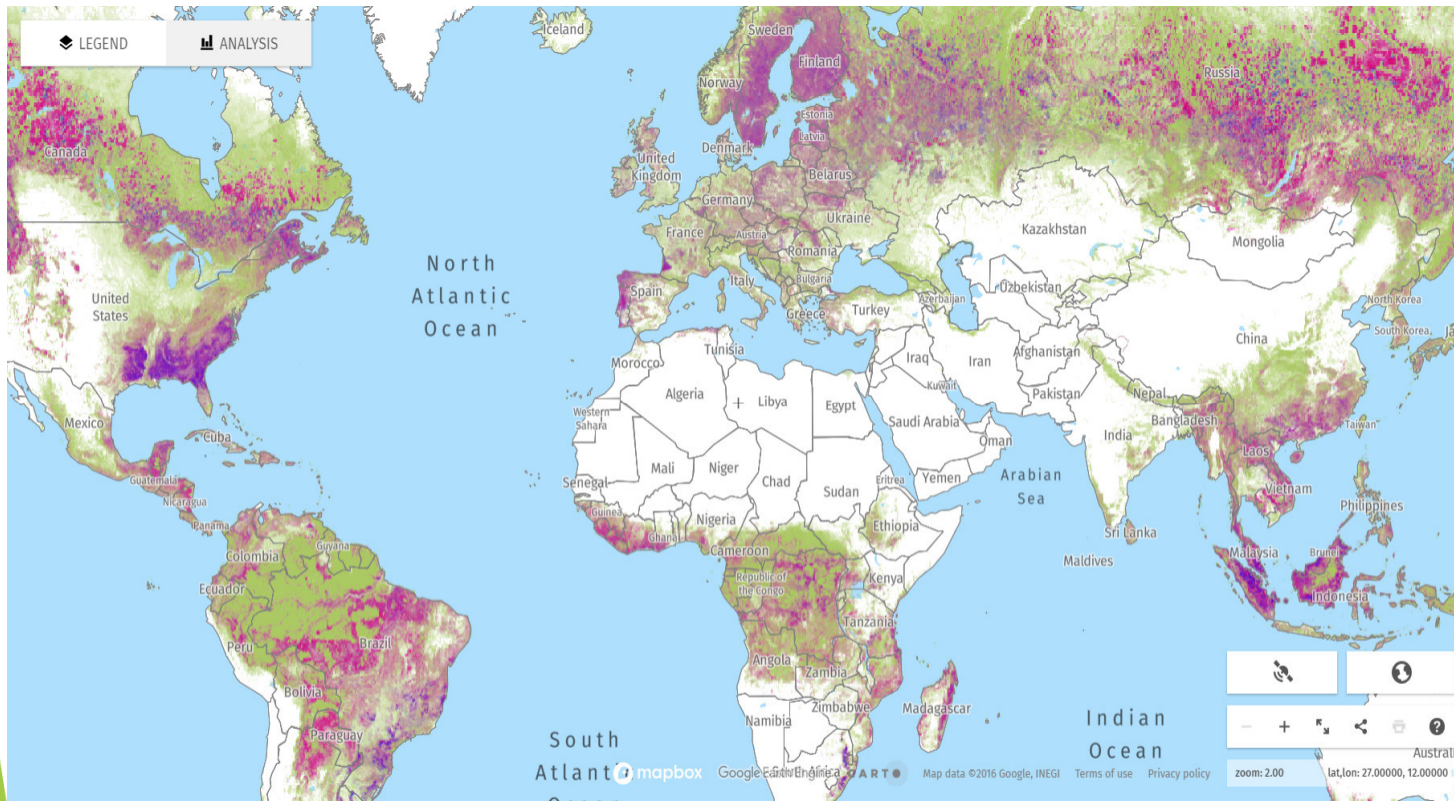 LEGEND
ANALYSIS
Iceland
Sweden
Finland
Norway
Russia
Estonia
Latvia
Canada
Denmark
United
Kingdom
Belarus
Germany
Ukraine
France
Austria
Kazakhstan
Mongolia
Romania
North
Atlantic
Ocean
Italy
Bulgaria
Spain
Uzbekistan
United
States
Azerbaijan
Greece
Turkey
North Korea
South Korea
China
Tunisia
Morocco
Iraq
Iran
Afghanistan
Kuwait
Algeria
Libya
Egypt
Pakistan
Nepal
Western
Sahara
Mexico
Saudi Arabia
Bangladesh
India
Taiwan
Cuba
Oman
Laos
Mali
Niger
Chad
Sudan
Eritrea
Yemen
Arabian
Sea
Guatemala
Senegal
Vietnam
Nicaragua
Philippines
Guinea
Nigeria
Ethiopia
Panama
Ghana
Sri Lanka
Guyana
Colombia
Cameroon
Malaysia
Brunei
Maldives
Republic of
the Congo
Kenya
Ecuador
Indonesia
Tanzania
Peru
Brazil
Angola
Zambia
Bolivia
Zimbabwe
Madagascar
Namibia
Indian
Ocean
Paraguay
South
Atlant
Ocean
mapbox
Google Earth Engine
CARTO
Map data ©2016 Google, INEGI
Terms of use
Privacy policy
zoom: 2.00
lat,lon: 27.00000, 12.00000
Austral